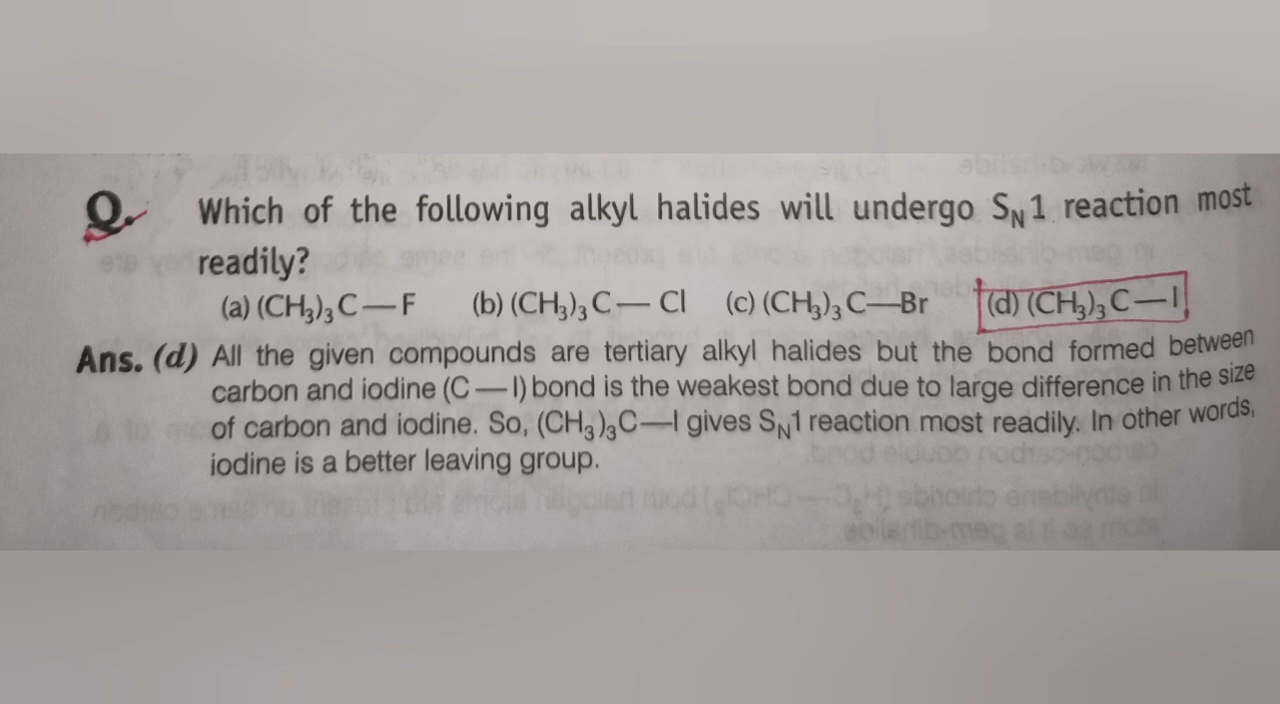 Q. Which of the following alkyl halides will undergo S_N1 reaction most
readily?
(a) (CH₃)₃C—F (b) (CH₃)₃C—Cl (c) (CH₃)₃C—Br (d) (CH₃)₃C—I
Ans. (d) All the given compounds are tertiary alkyl halides but the bond formed between
carbon and iodine (C—I) bond is the weakest bond due to large difference in the size
of carbon and iodine. So, (CH₃)₃C—I gives S_N1 reaction most readily. In other words,
iodine is a better leaving group.